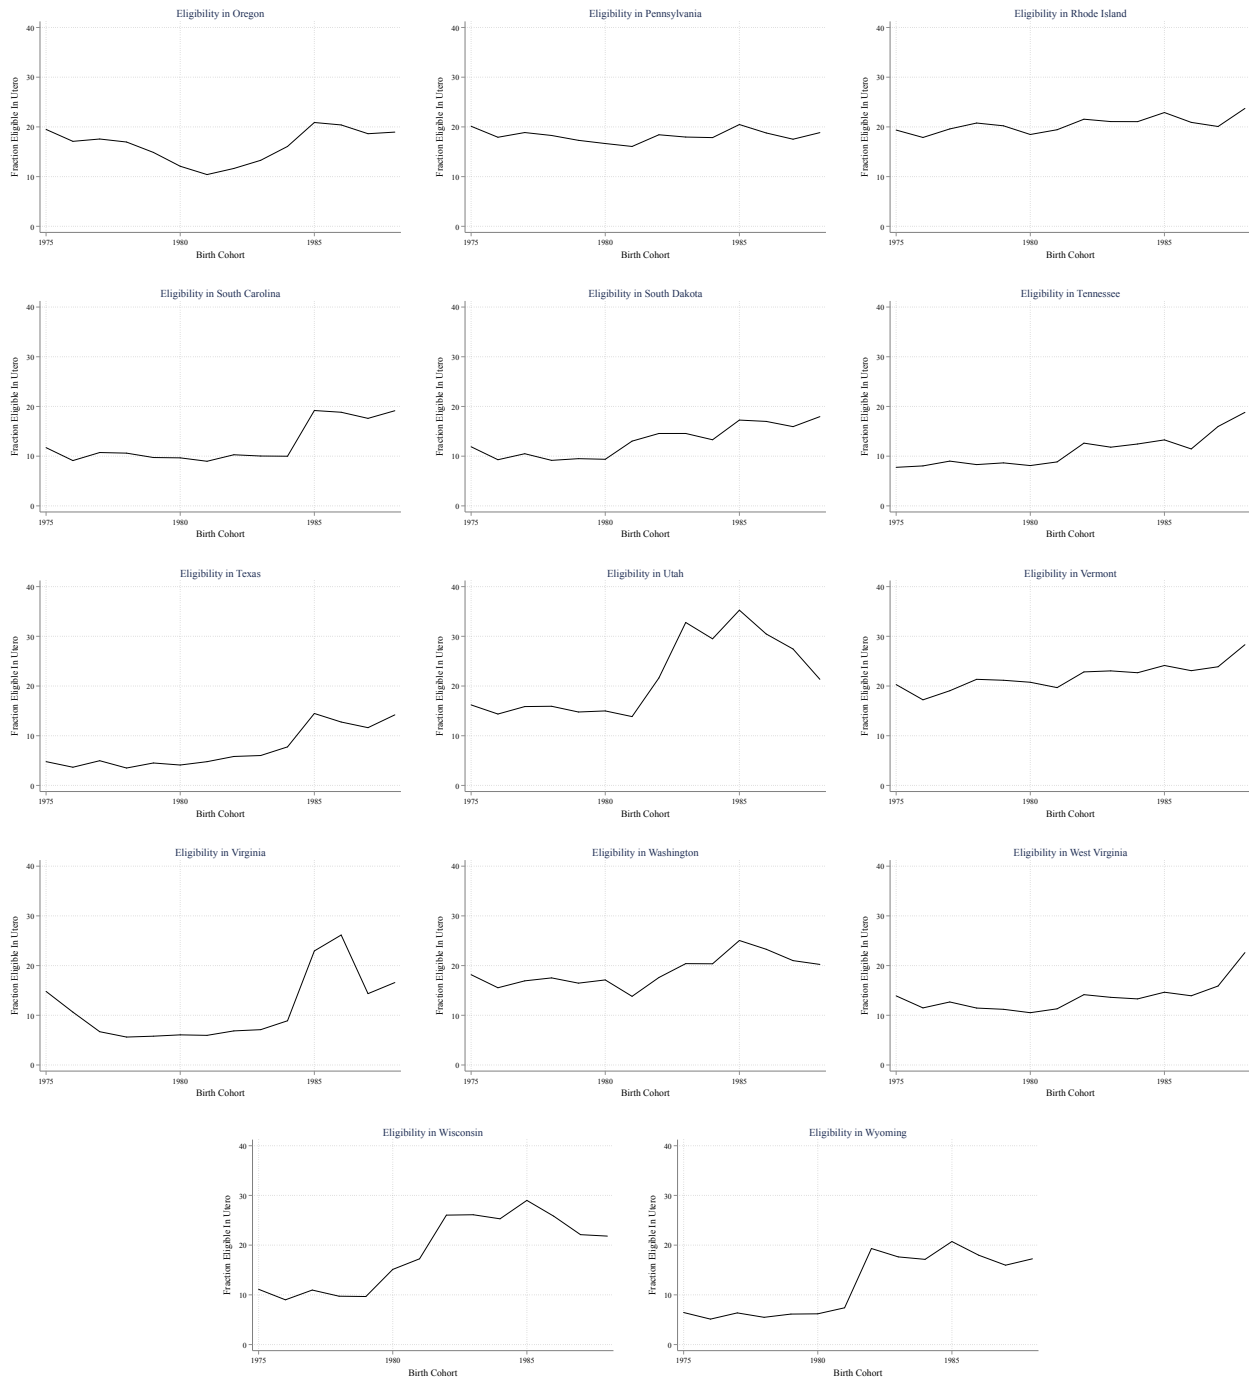 Eligibility in Oregon
Fraction Eligible In Utero
40
30
20
10
0
1975 1980 1985
Birth Cohort
Eligibility in Pennsylvania
Fraction Eligible In Utero
40
30
20
10
0
1975 1980 1985
Birth Cohort
Eligibility in Rhode Island
Fraction Eligible In Utero
40
30
20
10
0
1975 1980 1985
Birth Cohort
Eligibility in South Carolina
Fraction Eligible In Utero
40
30
20
10
0
1975 1980 1985
Birth Cohort
Eligibility in South Dakota
Fraction Eligible In Utero
40
30
20
10
0
1975 1980 1985
Birth Cohort
Eligibility in Tennessee
Fraction Eligible In Utero
40
30
20
10
0
1975 1980 1985
Birth Cohort
Eligibility in Texas
Fraction Eligible In Utero
40
30
20
10
0
1975 1980 1985
Birth Cohort
Eligibility in Utah
Fraction Eligible In Utero
40
30
20
10
0
1975 1980 1985
Birth Cohort
Eligibility in Vermont
Fraction Eligible In Utero
40
30
20
10
0
1975 1980 1985
Birth Cohort
Eligibility in Virginia
Fraction Eligible In Utero
40
30
20
10
0
1975 1980 1985
Birth Cohort
Eligibility in Washington
Fraction Eligible In Utero
40
30
20
10
0
1975 1980 1985
Birth Cohort
Eligibility in West Virginia
Fraction Eligible In Utero
40
30
20
10
0
1975 1980 1985
Birth Cohort
Eligibility in Wisconsin
Fraction Eligible In Utero
40
30
20
10
0
1975 1980 1985
Birth Cohort
Eligibility in Wyoming
Fraction Eligible In Utero
40
30
20
10
0
1975 1980 1985
Birth Cohort